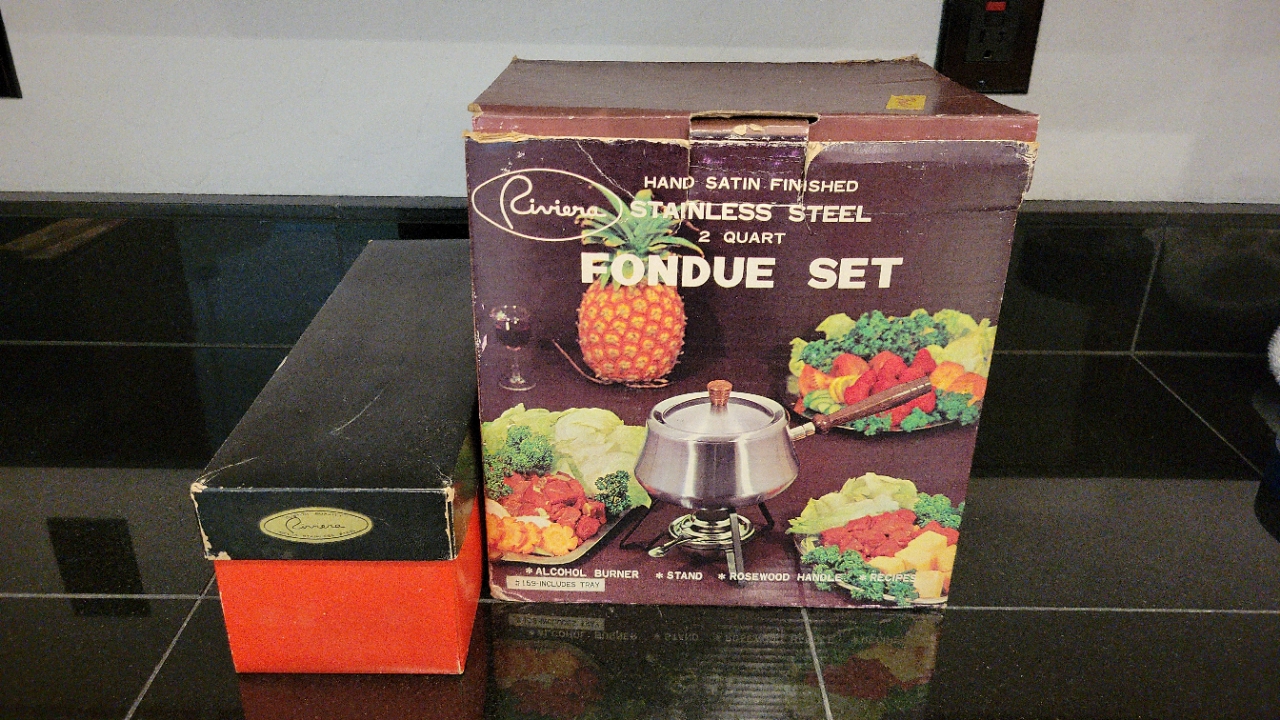 Riviera
HAND SATIN FINISHED
STAINLESS STEEL
2 QUART
FONDUE SET
* ALCOHOL BURNER * STAND * ROSEWOOD HANDLE * RECIPES
#159-INCLUDES TRAY
Riviera